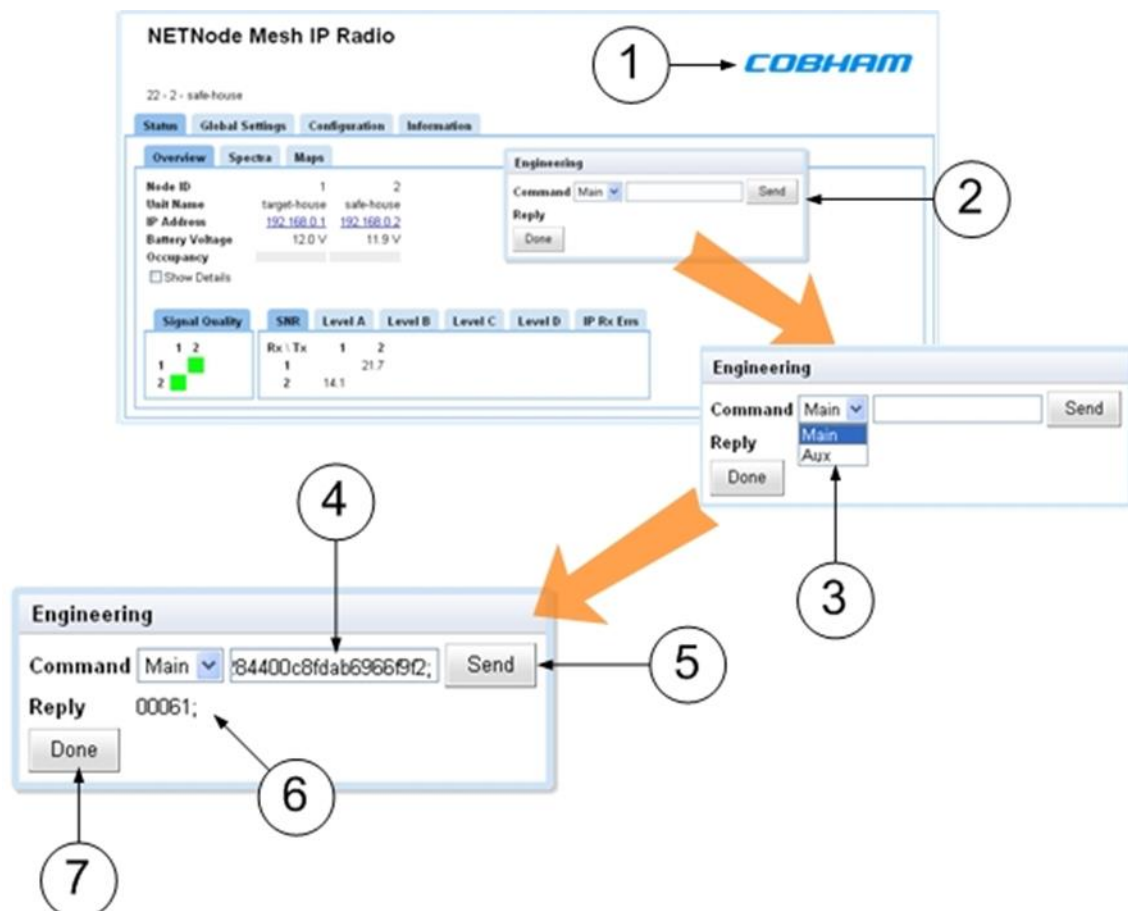 NETNode Mesh IP Radio
1
COBHAM
22 - 2 - safe-house
Status Global Settings Configuration Information
Overview Spectra Maps
Node ID 1 2
Unit Name target-house safe-house
IP Address 192.168.0.1 192.168.0.2
Battery Voltage 12.0 V 11.9 V
Occupancy
Show Details
Engineering
Command Main Send
Reply
Done
2
Signal Quality
1 2
1
2
SNR Level A Level B Level C Level D IP Rx Errs
Rx \ Tx 1 2
1 21.7
2 14.1
Engineering
Command Main Send
Reply Main
Aux
Done
3
4
Engineering
Command Main 84400c8fdab6966f9f2; Send
5
Reply 00061;
Done
6
7